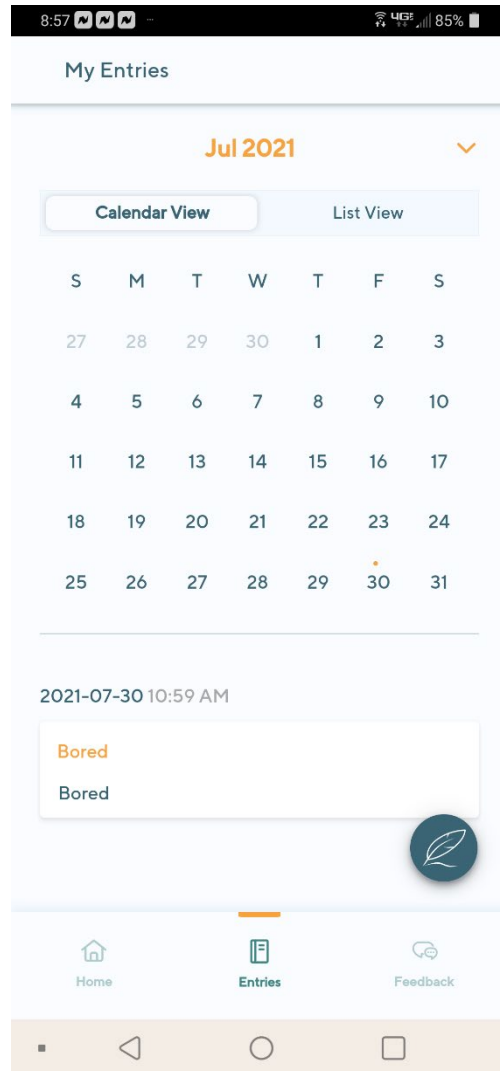 8:57 ... 4GE 85%
My Entries
Jul 2021
Calendar View List View
S M T W T F S
27 28 29 30 1 2 3
4 5 6 7 8 9 10
11 12 13 14 15 16 17
18 19 20 21 22 23 24
25 26 27 28 29 30 31
2021-07-30 10:59 AM
Bored
Bored
Home Entries Feedback